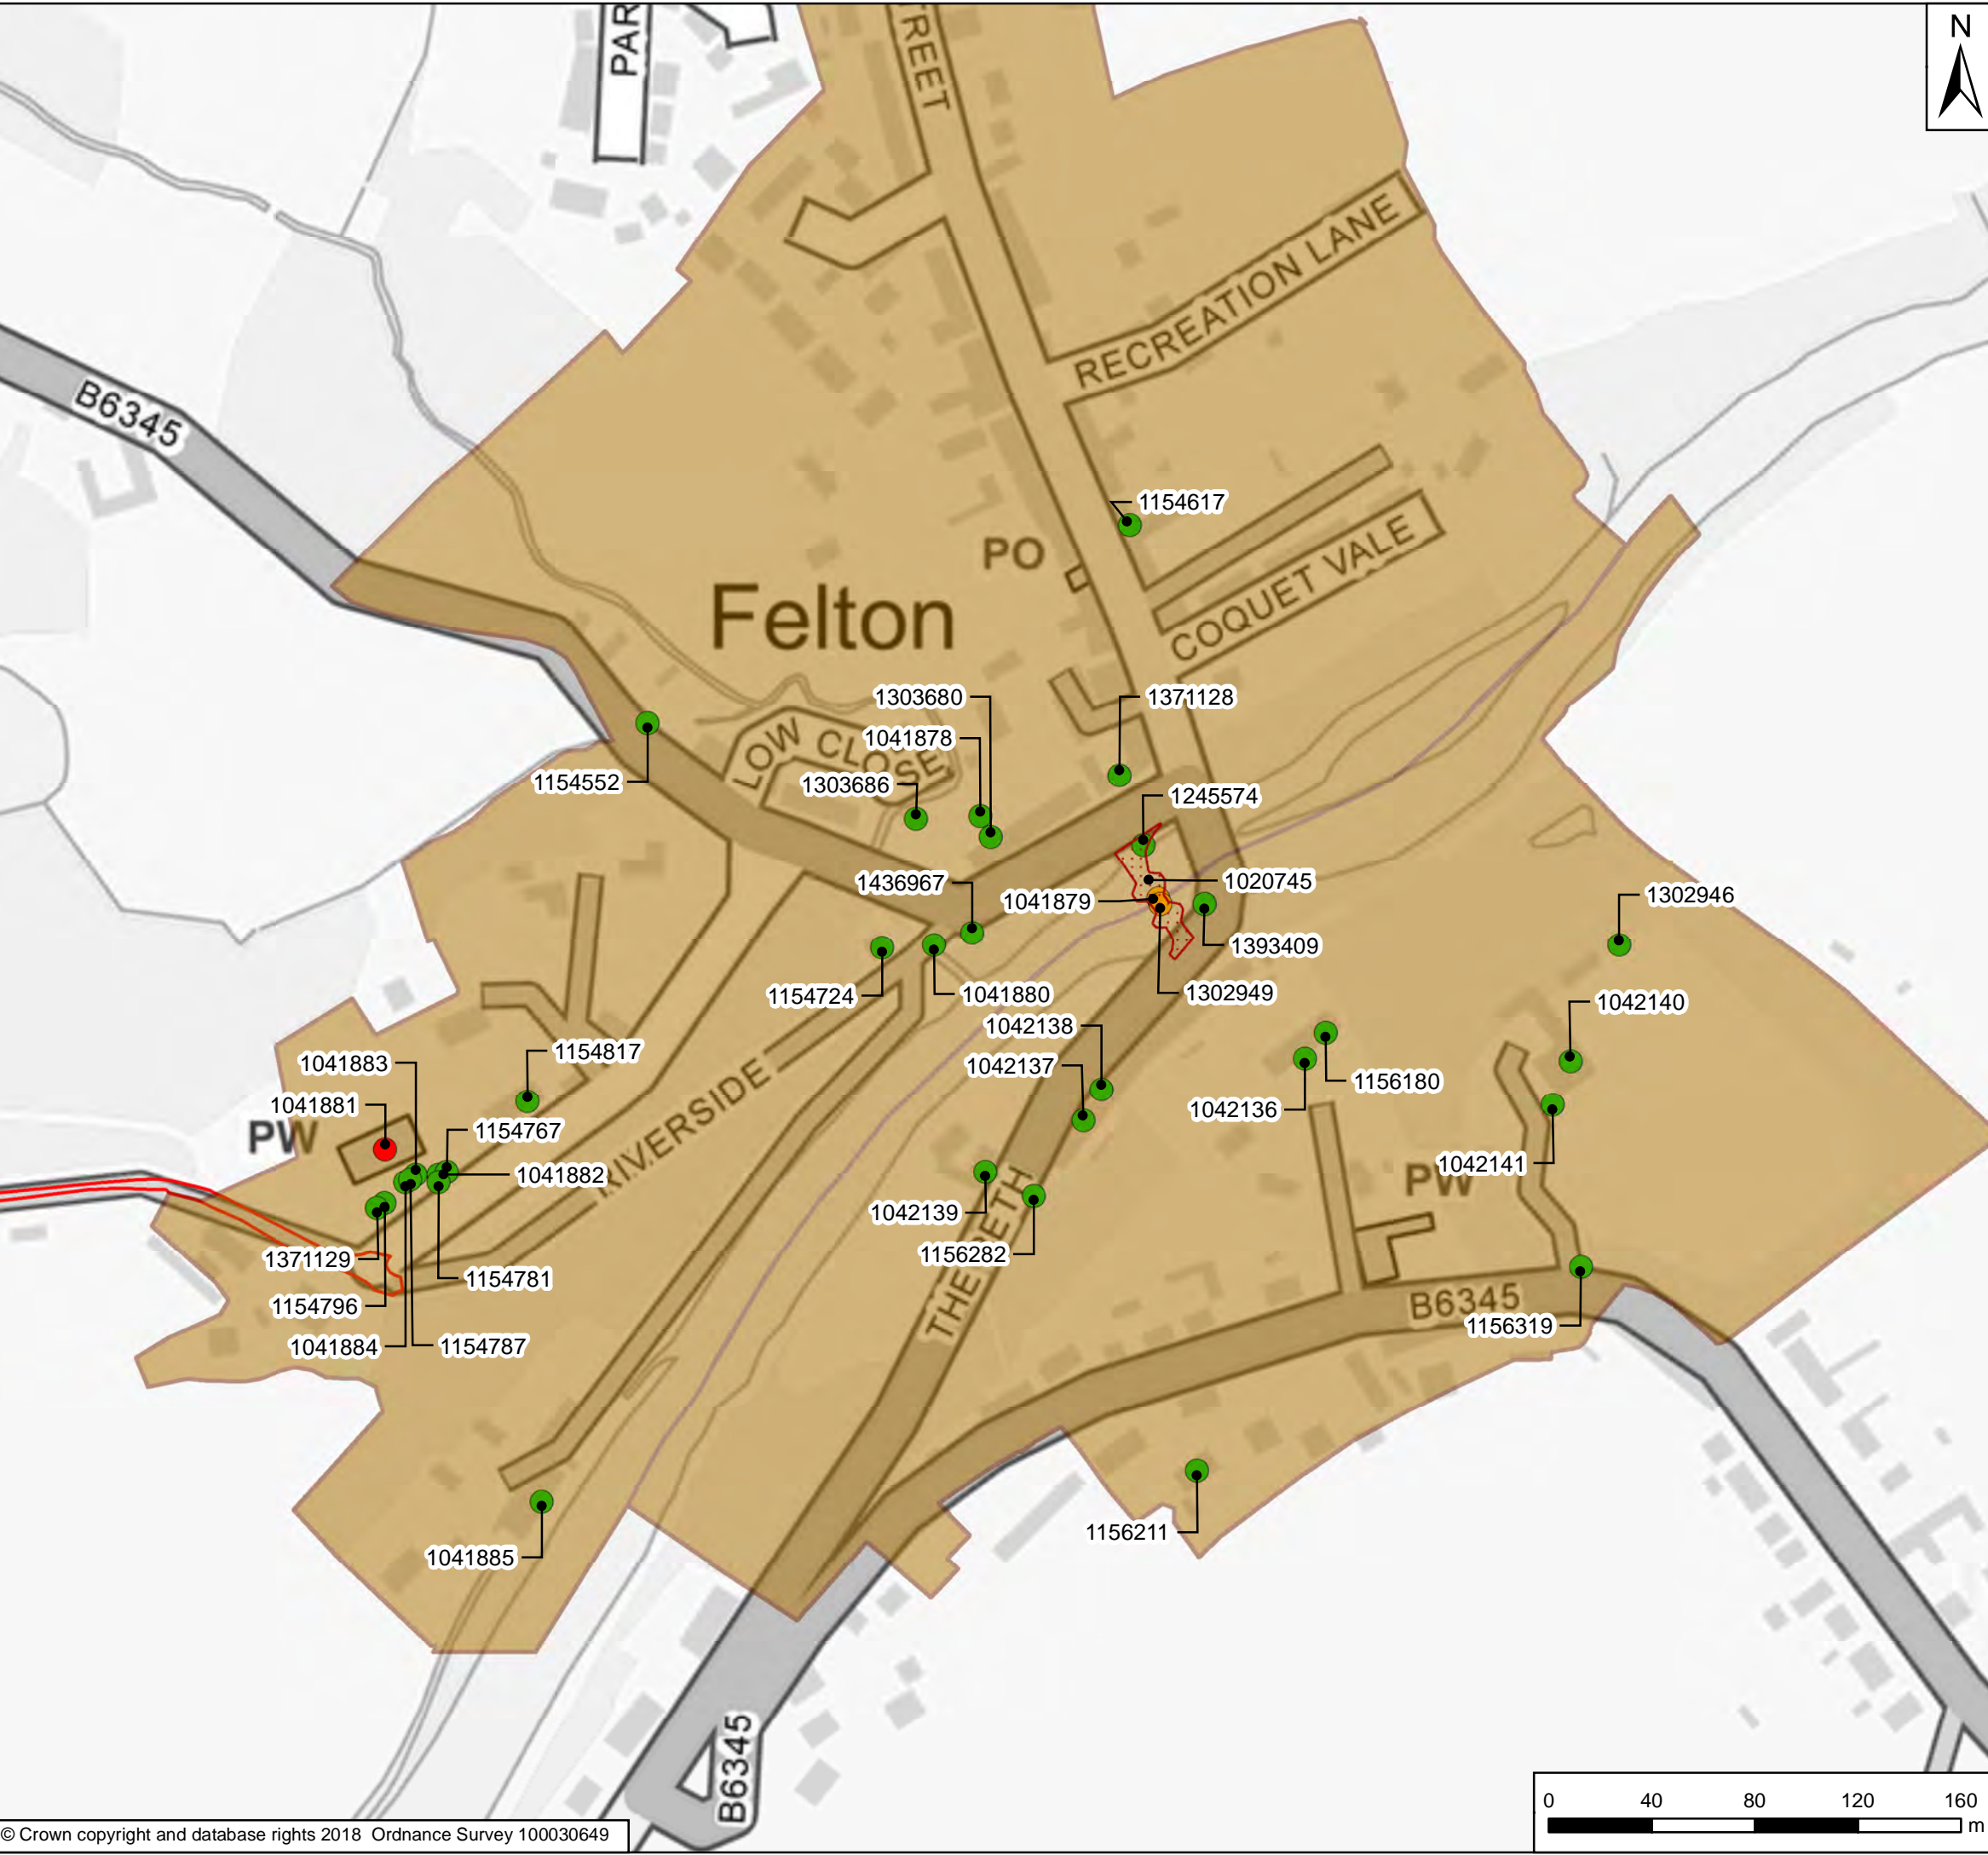 PAR
TREET
N
RECREATION LANE
B6345
1154617
PO
COQUET VALE
Felton
1303680
1371128
1041878
LOW CLOSE
1154552
1303686
1245574
1436967
1020745
1041879
1302946
1393409
1154724
1041880
1302949
1042140
1042138
1154817
1041883
1042137
1156180
1041881
1042136
PW
1154767
1042141
1041882
RIVERSIDE
PW
1042139
1156282
1371129
1154781
THE PETH
B6345
1154796
1156319
1041884
1154787
1156211
1041885
B6345
0 40 80 120 160
m
© Crown copyright and database rights 2018 Ordnance Survey 100030649